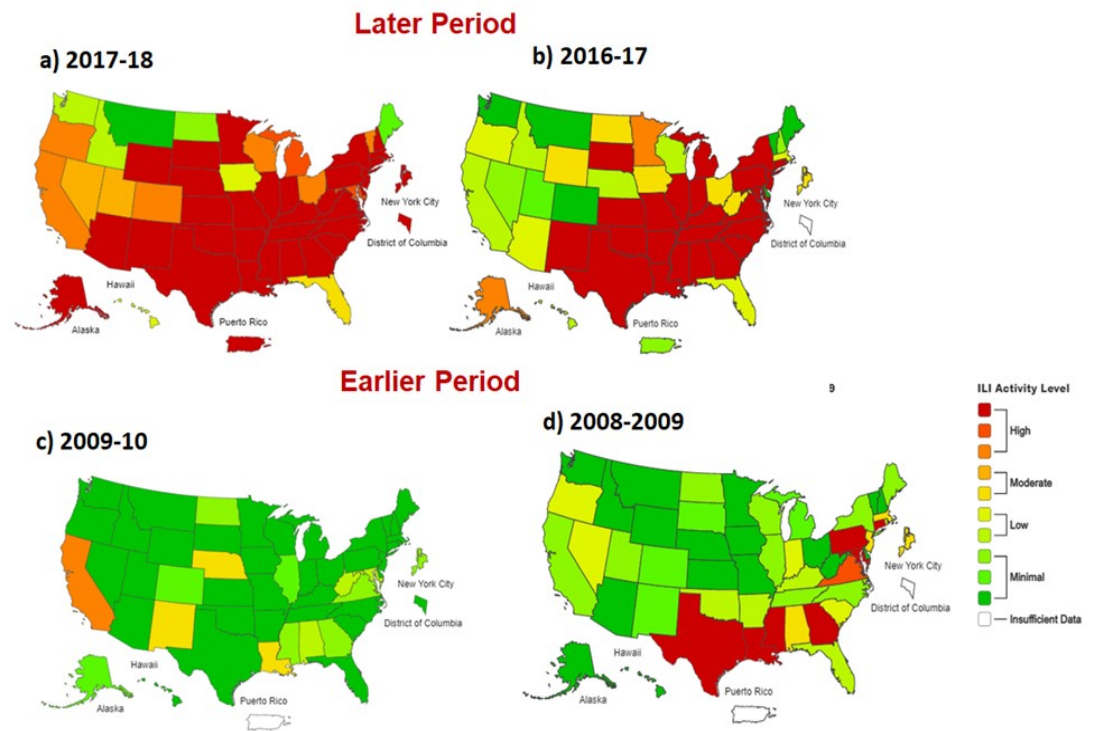 Later Period
a) 2017-18
b) 2016-17
New York City
District of Columbia
Hawaii
Alaska
Puerto Rico
New York City
District of Columbia
Hawaii
Alaska
Puerto Rico
Earlier Period
9
c) 2009-10
d) 2008-2009
New York City
District of Columbia
Hawaii
Alaska
Puerto Rico
New York City
District of Columbia
Hawaii
Alaska
Puerto Rico
ILI Activity Level
High
Moderate
Low
Minimal
Insufficient Data